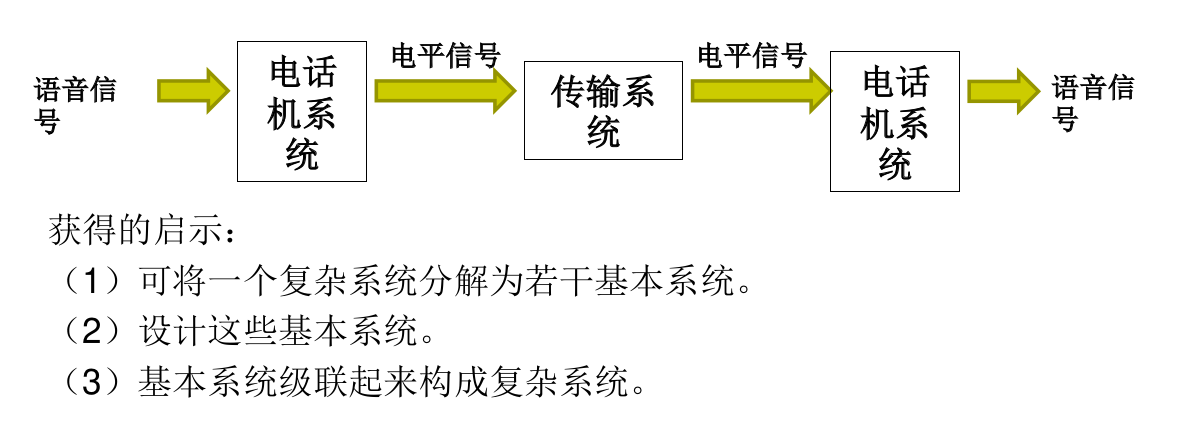 语音信
号
电话
机系
统
电平信号
传输系
统
电平信号
电话
机系
统
语音信
号
获得的启示：
（1）可将一个复杂系统分解为若干基本系统。
（2）设计这些基本系统。
（3）基本系统级联起来构成复杂系统。